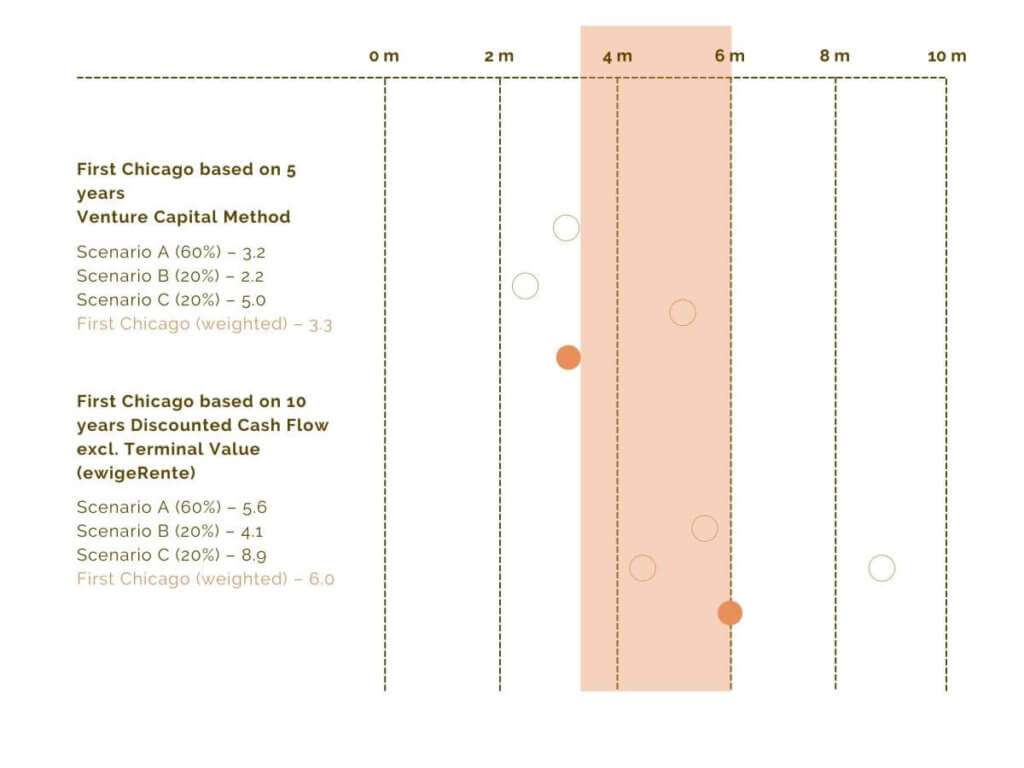 0 m 2 m 4 m 6 m 8 m 10 m
First Chicago based on 5
years
Venture Capital Method
Scenario A (60%) – 3.2
Scenario B (20%) – 2.2
Scenario C (20%) – 5.0
First Chicago (weighted) – 3.3
First Chicago based on 10
years Discounted Cash Flow
excl. Terminal Value
(ewigeRente)
Scenario A (60%) – 5.6
Scenario B (20%) – 4.1
Scenario C (20%) – 8.9
First Chicago (weighted) – 6.0